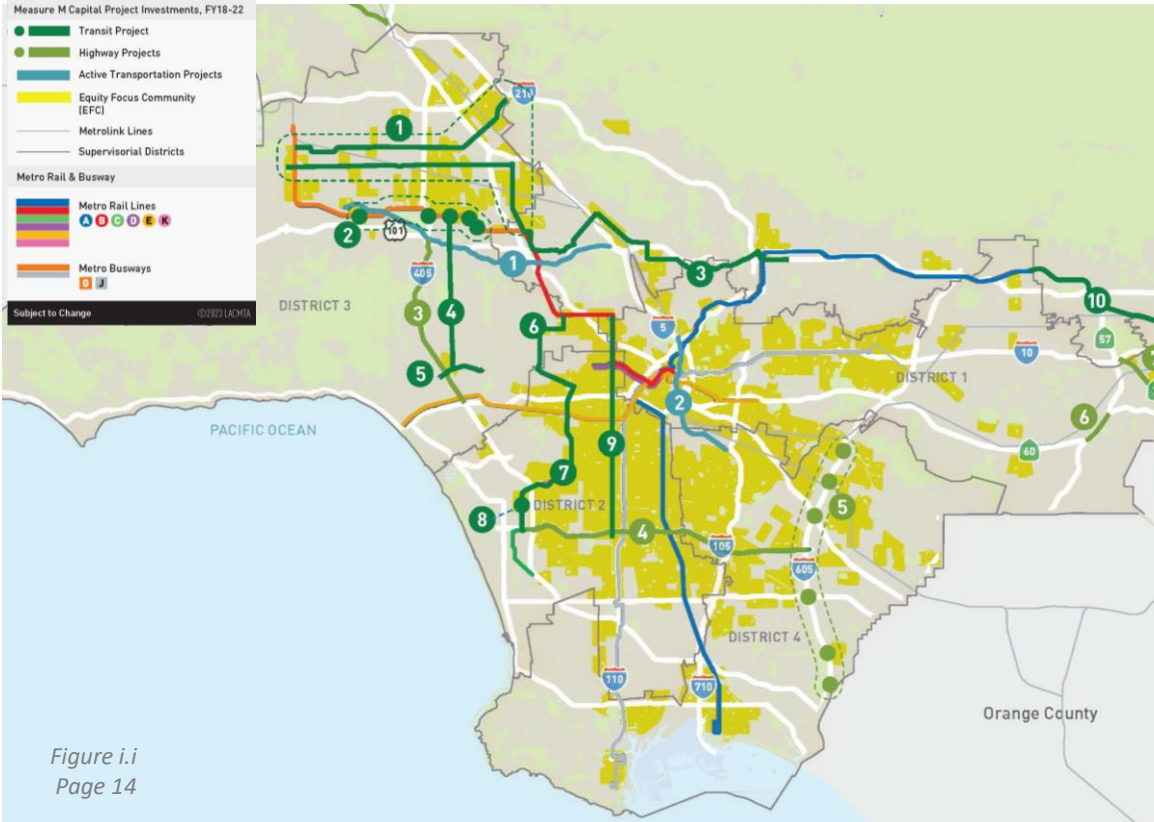 Measure M Capital Project Investments, FY18-22
Transit Project
Highway Projects
Active Transportation Projects
Equity Focus Community
(EFC)
Metrolink Lines
Supervisorial Districts
Metro Rail & Busway
Metro Rail Lines
A B C D E K
Metro Busways
G J
Subject to Change ©2023 LACMTA
210
1
2
101
1
3
405
DISTRICT 3
3
4
6
5
10
57
5
10
DISTRICT 1
2
6
PACIFIC OCEAN
9
60
7
5
8
DISTRICT 2
4
105
605
DISTRICT 4
110
710
Orange County
Figure i.i
Page 14